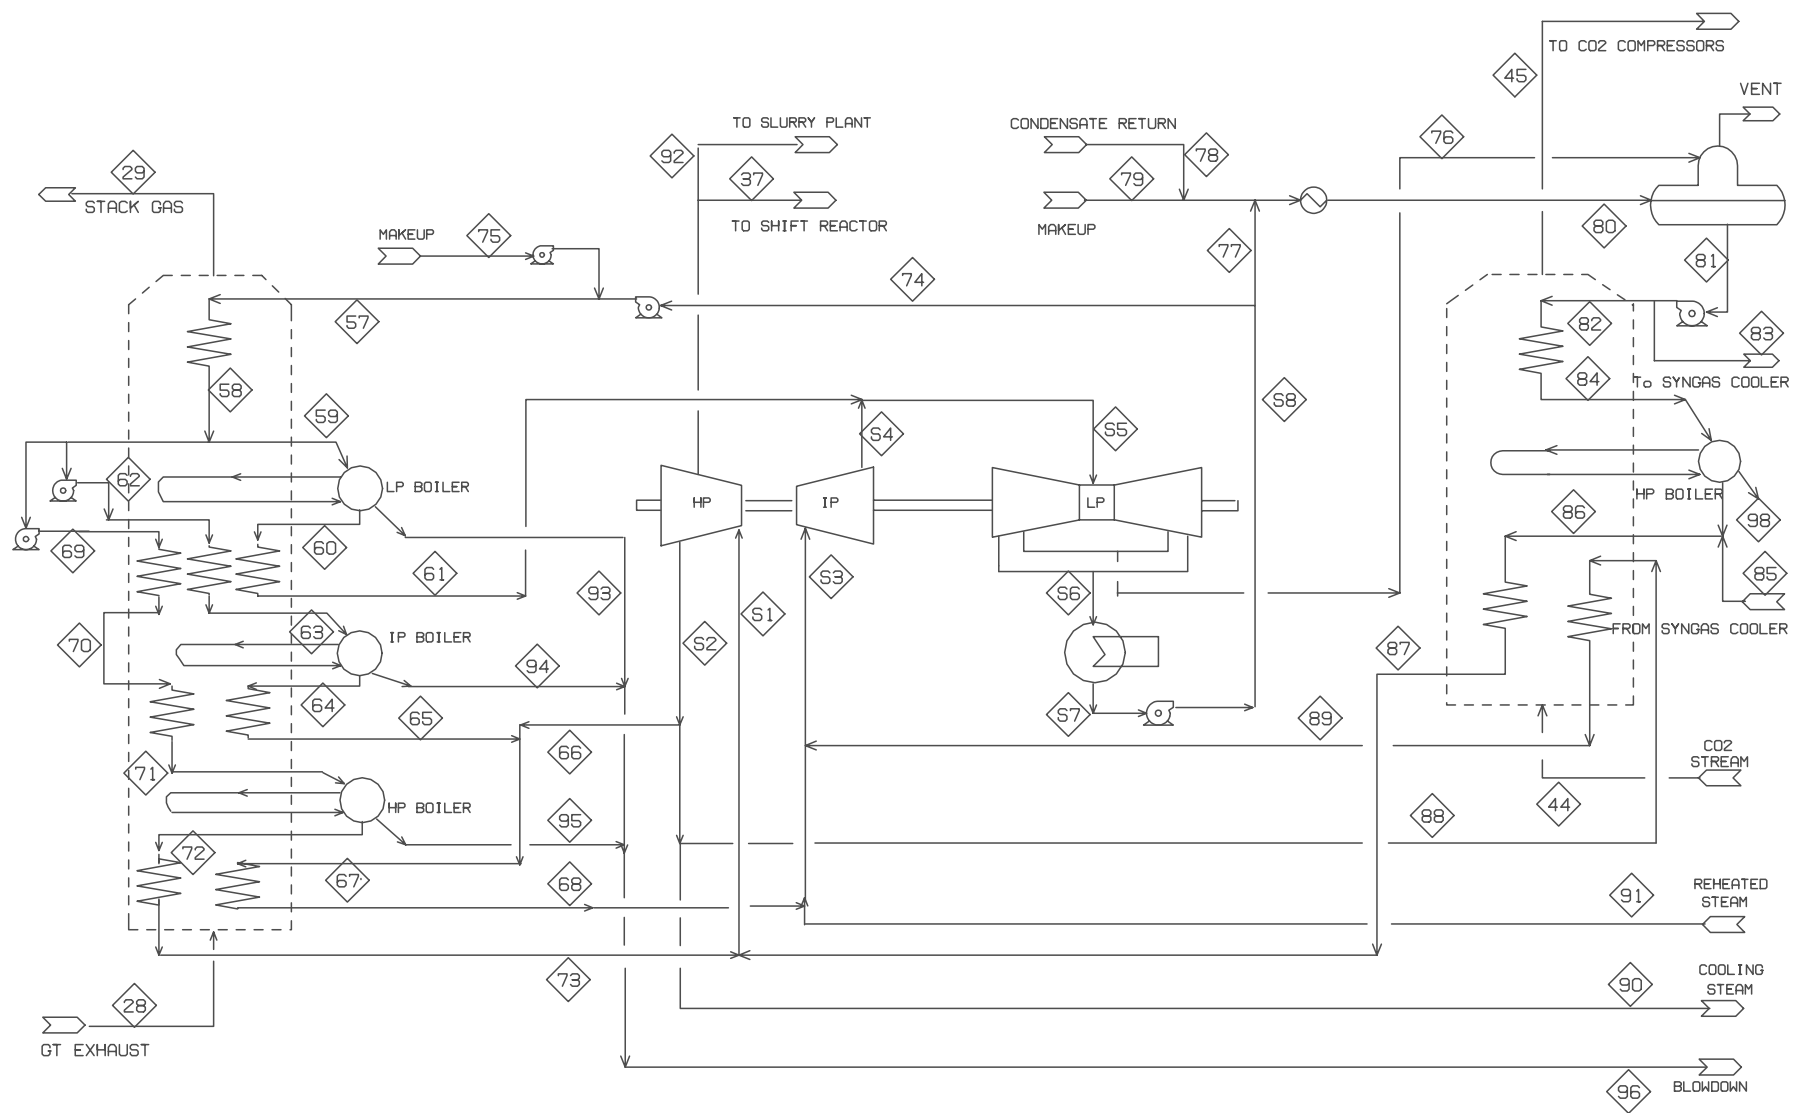 TO CO2 COMPRESSORS
45
VENT
TO SLURRY PLANT
CONDENSATE RETURN
76
92
78
29
37
79
STACK GAS
TO SHIFT REACTOR
MAKEUP
75
MAKEUP
80
77
81
74
57
82
83
84
To SYNGAS COOLER
58
59
S8
S4
S5
62
LP BOILER
HP
IP
LP
HP BOILER
86
98
69
60
61
93
S3
S6
85
S1
63
IP BOILER
FROM SYNGAS COOLER
70
S2
87
94
64
65
S7
89
66
CO2
STREAM
71
HP BOILER
95
44
88
72
67
68
91
REHEATED
STEAM
73
90
COOLING
STEAM
28
GT EXHAUST
96
BLOWDOWN